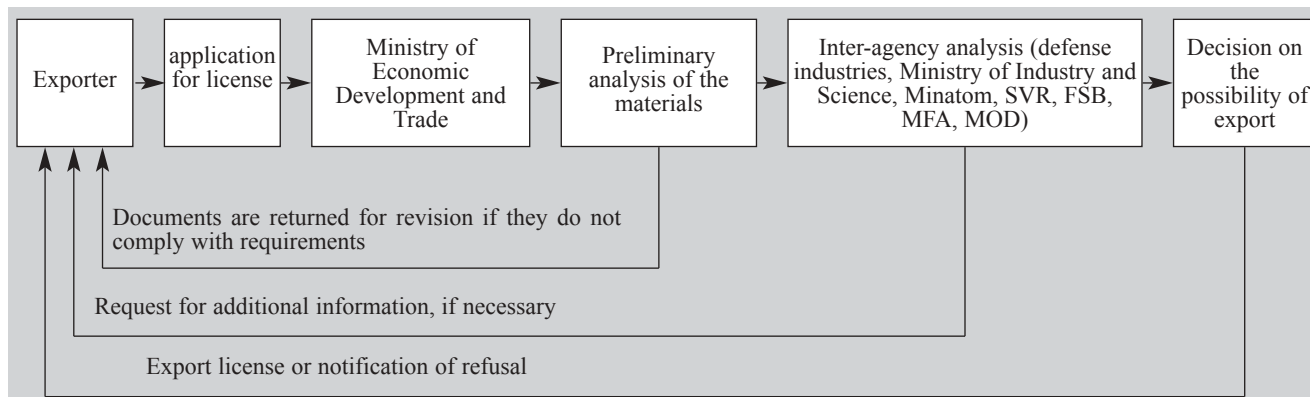 Exporter
application
for license
Ministry of
Economic
Development and
Trade
Preliminary
analysis of the
materials
Inter-agency analysis (defense
industries, Ministry of Industry and
Science, Minatom, SVR, FSB,
MFA, MOD)
Decision on
the
possibility of
export
Documents are returned for revision if they do not
comply with requirements
Request for additional information, if necessary
Export license or notification of refusal